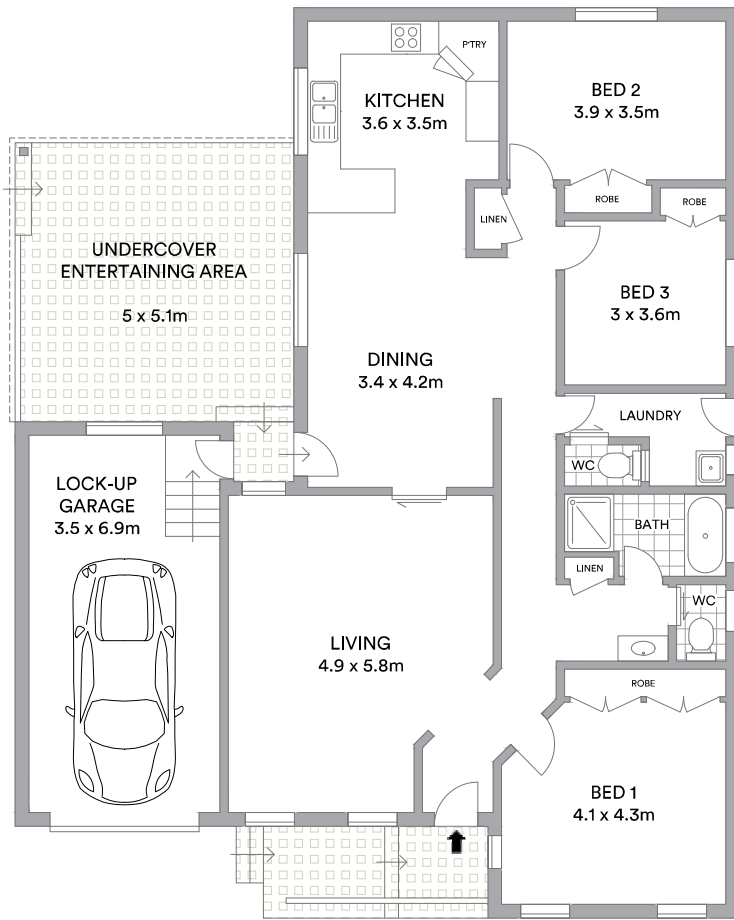 P'TRY
KITCHEN
3.6 x 3.5m
BED 2
3.9 x 3.5m
ROBE
ROBE
LINEN
UNDERCOVER
ENTERTAINING AREA
5 x 5.1m
BED 3
3 x 3.6m
DINING
3.4 x 4.2m
LAUNDRY
WC
LOCK-UP
GARAGE
3.5 x 6.9m
BATH
LINEN
WC
LIVING
4.9 x 5.8m
ROBE
BED 1
4.1 x 4.3m